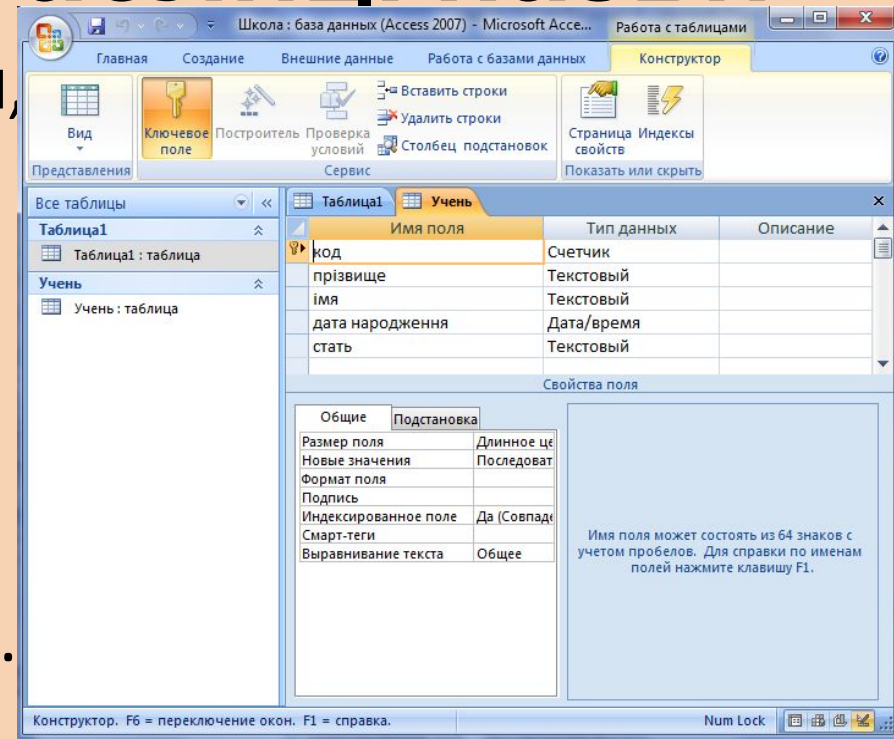 Школа : база данных (Access 2007) - Microsoft Acce... Работа с таблицами
Главная Создание Внешние данные Работа с базами данных Конструктор
Вид
Ключевое поле
Построитель
Проверка условий
Вставить строки
Удалить строки
Столбец подстановок
Страница свойств
Индексы
Представления Сервис Показать или скрыть
Все таблицы
Таблица1
Таблица1 : таблица
Учень
Учень : таблица
Таблица1 Учень
Имя поля Тип данных Описание
код Счетчик
прізвище Текстовый
імя Текстовый
дата народження Дата/время
стать Текстовый
Свойства поля
Общие Подстановка
Размер поля Длинное це
Новые значения Последоват
Формат поля
Подпись
Индексированное поле Да (Совпаде
Смарт-теги
Выравнивание текста Общее
Имя поля может состоять из 64 знаков с
учетом пробелов. Для справки по именам
полей нажмите клавишу F1.
Конструктор. F6 = переключение окон. F1 = справка. Num Lock